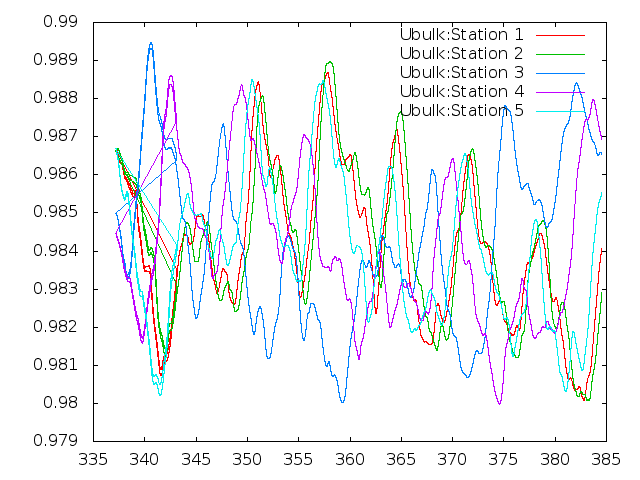 0.99
0.989
0.988
0.987
0.986
0.985
0.984
0.983
0.982
0.981
0.98
0.979
335 340 345 350 355 360 365 370 375 380 385
Ubulk:Station 1
Ubulk:Station 2
Ubulk:Station 3
Ubulk:Station 4
Ubulk:Station 5